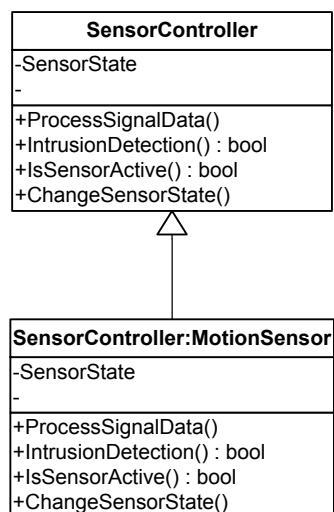 SensorController
-SensorState
-
+ProcessSignalData()
+IntrusionDetection() : bool
+IsSensorActive() : bool
+ChangeSensorState()
SensorController:MotionSensor
-SensorState
-
+ProcessSignalData()
+IntrusionDetection() : bool
+IsSensorActive() : bool
+ChangeSensorState()